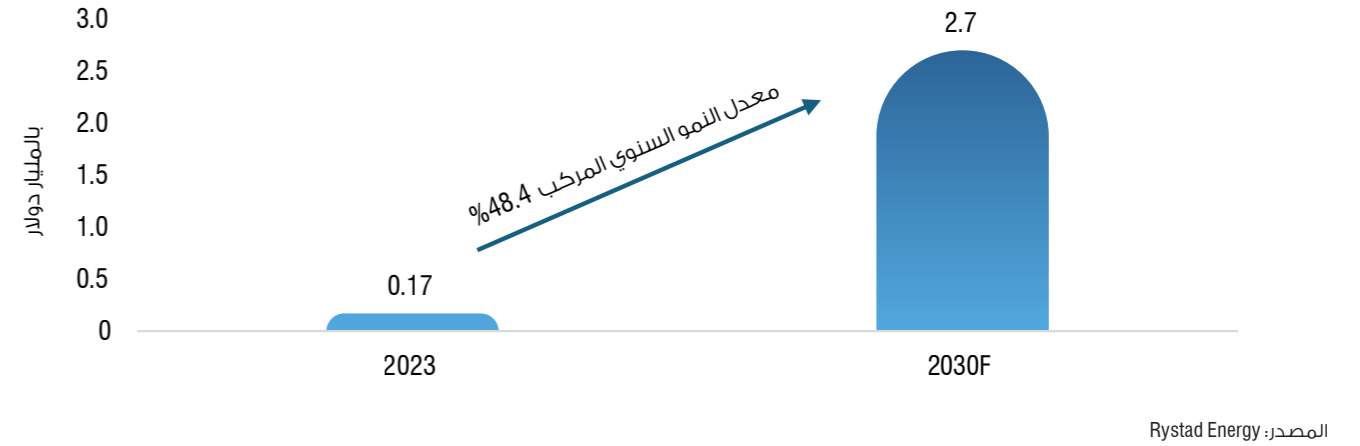 3.0
2.5
2.0
1.5
1.0
0.5
0
بالمليار دولار
0.17
معدل النمو السنوي المركب 48.4%
2.7
2023
2030F
المصدر: Rystad Energy